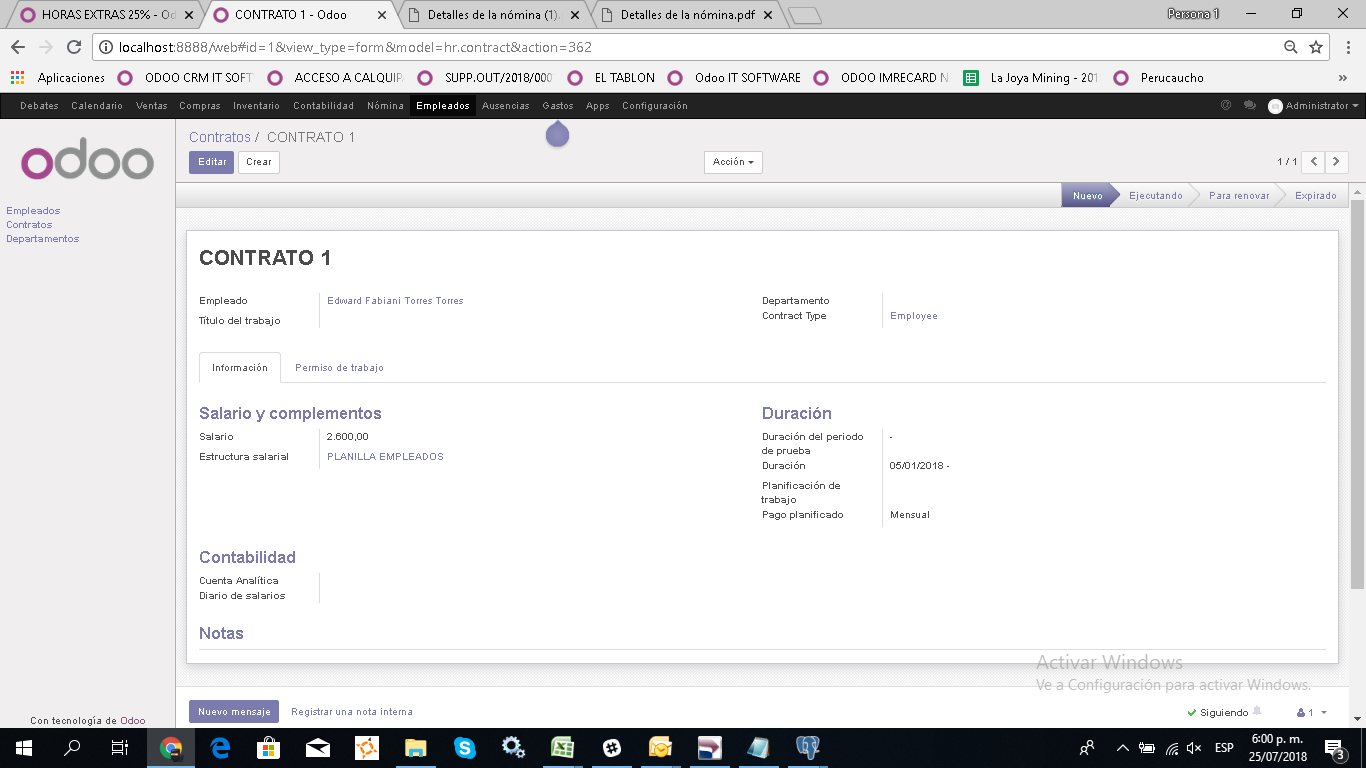 HORAS EXTRAS 25% - Od
CONTRATO 1 - Odoo
Detalles de la nómina (1).
Detalles de la nómina.pdf
Persona 1
localhost:8888/web#id=1&view_type=form&model=hr.contract&action=362
Aplicaciones
ODOO CRM IT SOFT
ACCESO A CALQUIP
SUPP.OUT/2018/000
EL TABLON
Odoo IT SOFTWARE
ODOO IMRECARD N
La Joya Mining - 201
Perucaucho
»
Debates Calendario Ventas Compras Inventario Contabilidad Nómina Empleados Ausencias Gastos Apps Configuración
@
Administrator
odoo
Contratos / CONTRATO 1
Editar Crear
Acción
1 / 1
Nuevo Ejecutando Para renovar Expirado
Empleados
Contratos
Departamentos
CONTRATO 1
Empleado Edward Fabiani Torres Torres
Título del trabajo
Departamento
Contract Type Employee
Información Permiso de trabajo
Salario y complementos
Salario 2.600,00
Estructura salarial PLANILLA EMPLEADOS
Duración
Duración del periodo de prueba -
Duración 05/01/2018 -
Planificación de trabajo
Pago planificado Mensual
Contabilidad
Cuenta Analítica
Diario de salarios
Notas
Activar Windows
Ve a Configuración para activar Windows.
Nuevo mensaje Registrar una nota interna
Siguiendo 1
Con tecnología de Odoo
ESP
6:00 p. m.
25/07/2018
3